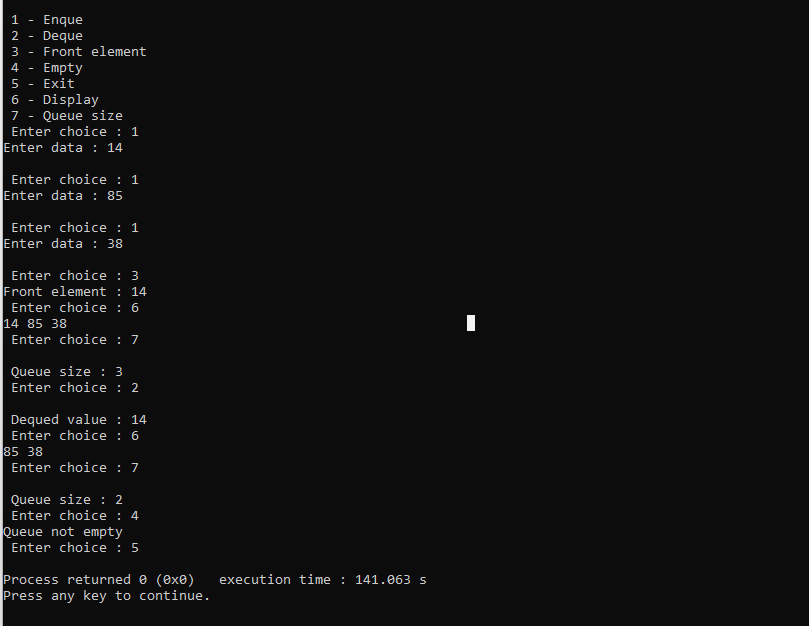 1 - Enque
2 - Deque
3 - Front element
4 - Empty
5 - Exit
6 - Display
7 - Queue size
Enter choice : 1
Enter data : 14
Enter choice : 1
Enter data : 85
Enter choice : 1
Enter data : 38
Enter choice : 3
Front element : 14
Enter choice : 6
14 85 38
Enter choice : 7
Queue size : 3
Enter choice : 2
Dequed value : 14
Enter choice : 6
85 38
Enter choice : 7
Queue size : 2
Enter choice : 4
Queue not empty
Enter choice : 5
Process returned 0 (0x0)   execution time : 141.063 s
Press any key to continue.